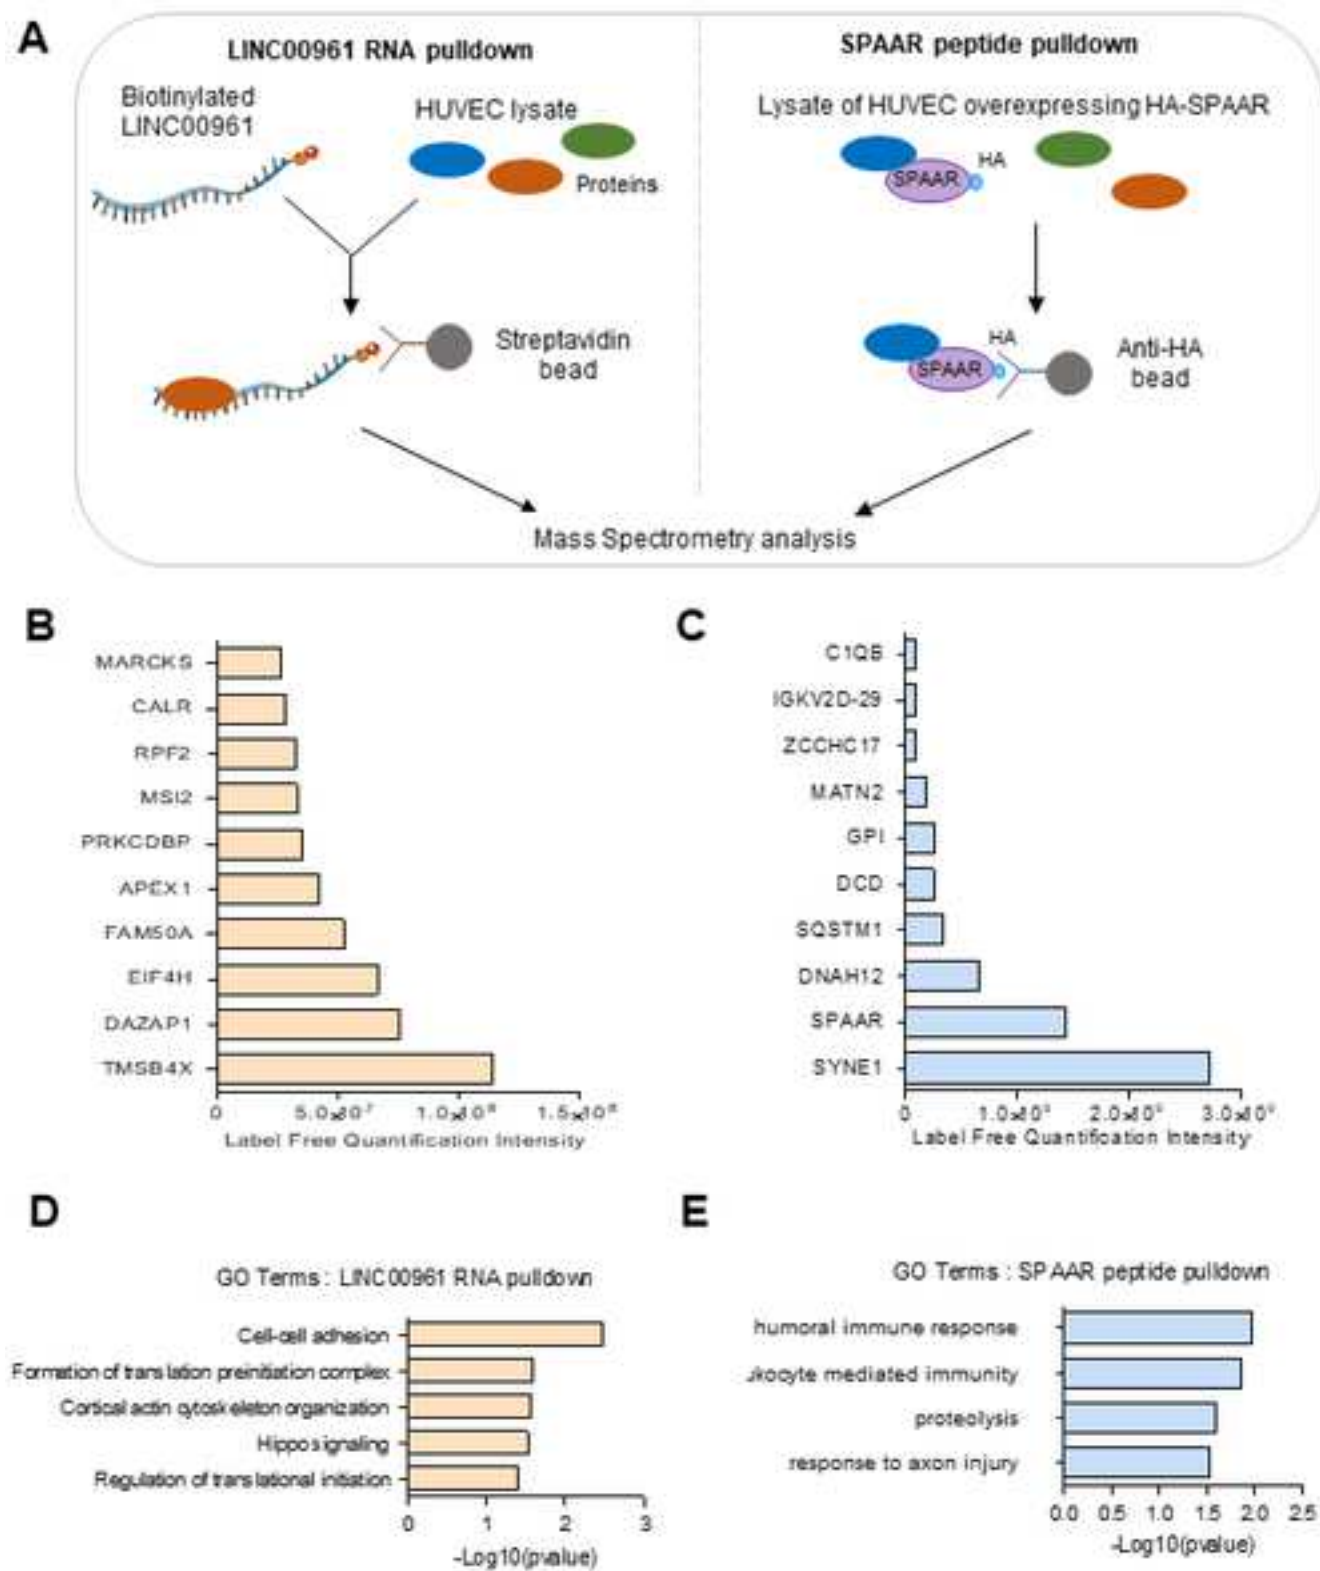 A
LINC00961 RNA pulldown
Biotinylated
LINC00961
HUVEC lysate
Proteins
Streptavidin
bead
SPAAR peptide pulldown
Lysate of HUVEC overexpressing HA-SPAAR
HA
SPAAR
HA
SPAAR
Anti-HA
bead
Mass Spectrometry analysis
B
MARCKS
CALR
RPF2
MSI2
PRKCDBP
APEX1
FAM50A
EIF4H
DAZAP1
TMSB4X
0
Label Free Quantification Intensity
C
C1QB
IGKV2D-29
ZCCHC17
MATN2
GPI
DCD
SQSTM1
DNAH12
SPAAR
SYNE1
0
Label Free Quantification Intensity
D
GO Terms : LINC00961 RNA pulldown
Cell-cell adhesion
Formation of translation preinitiation complex
Cortical actin cytoskeleton organization
Hippo signaling
Regulation of translational initiation
0 1 2 3
-Log10(pvalue)
E
GO Terms : SPAAR peptide pulldown
humoral immune response
ukocyte mediated immunity
proteolysis
response to axon injury
0.0 0.5 1.0 1.5 2.0 2.5
-Log10(pvalue)